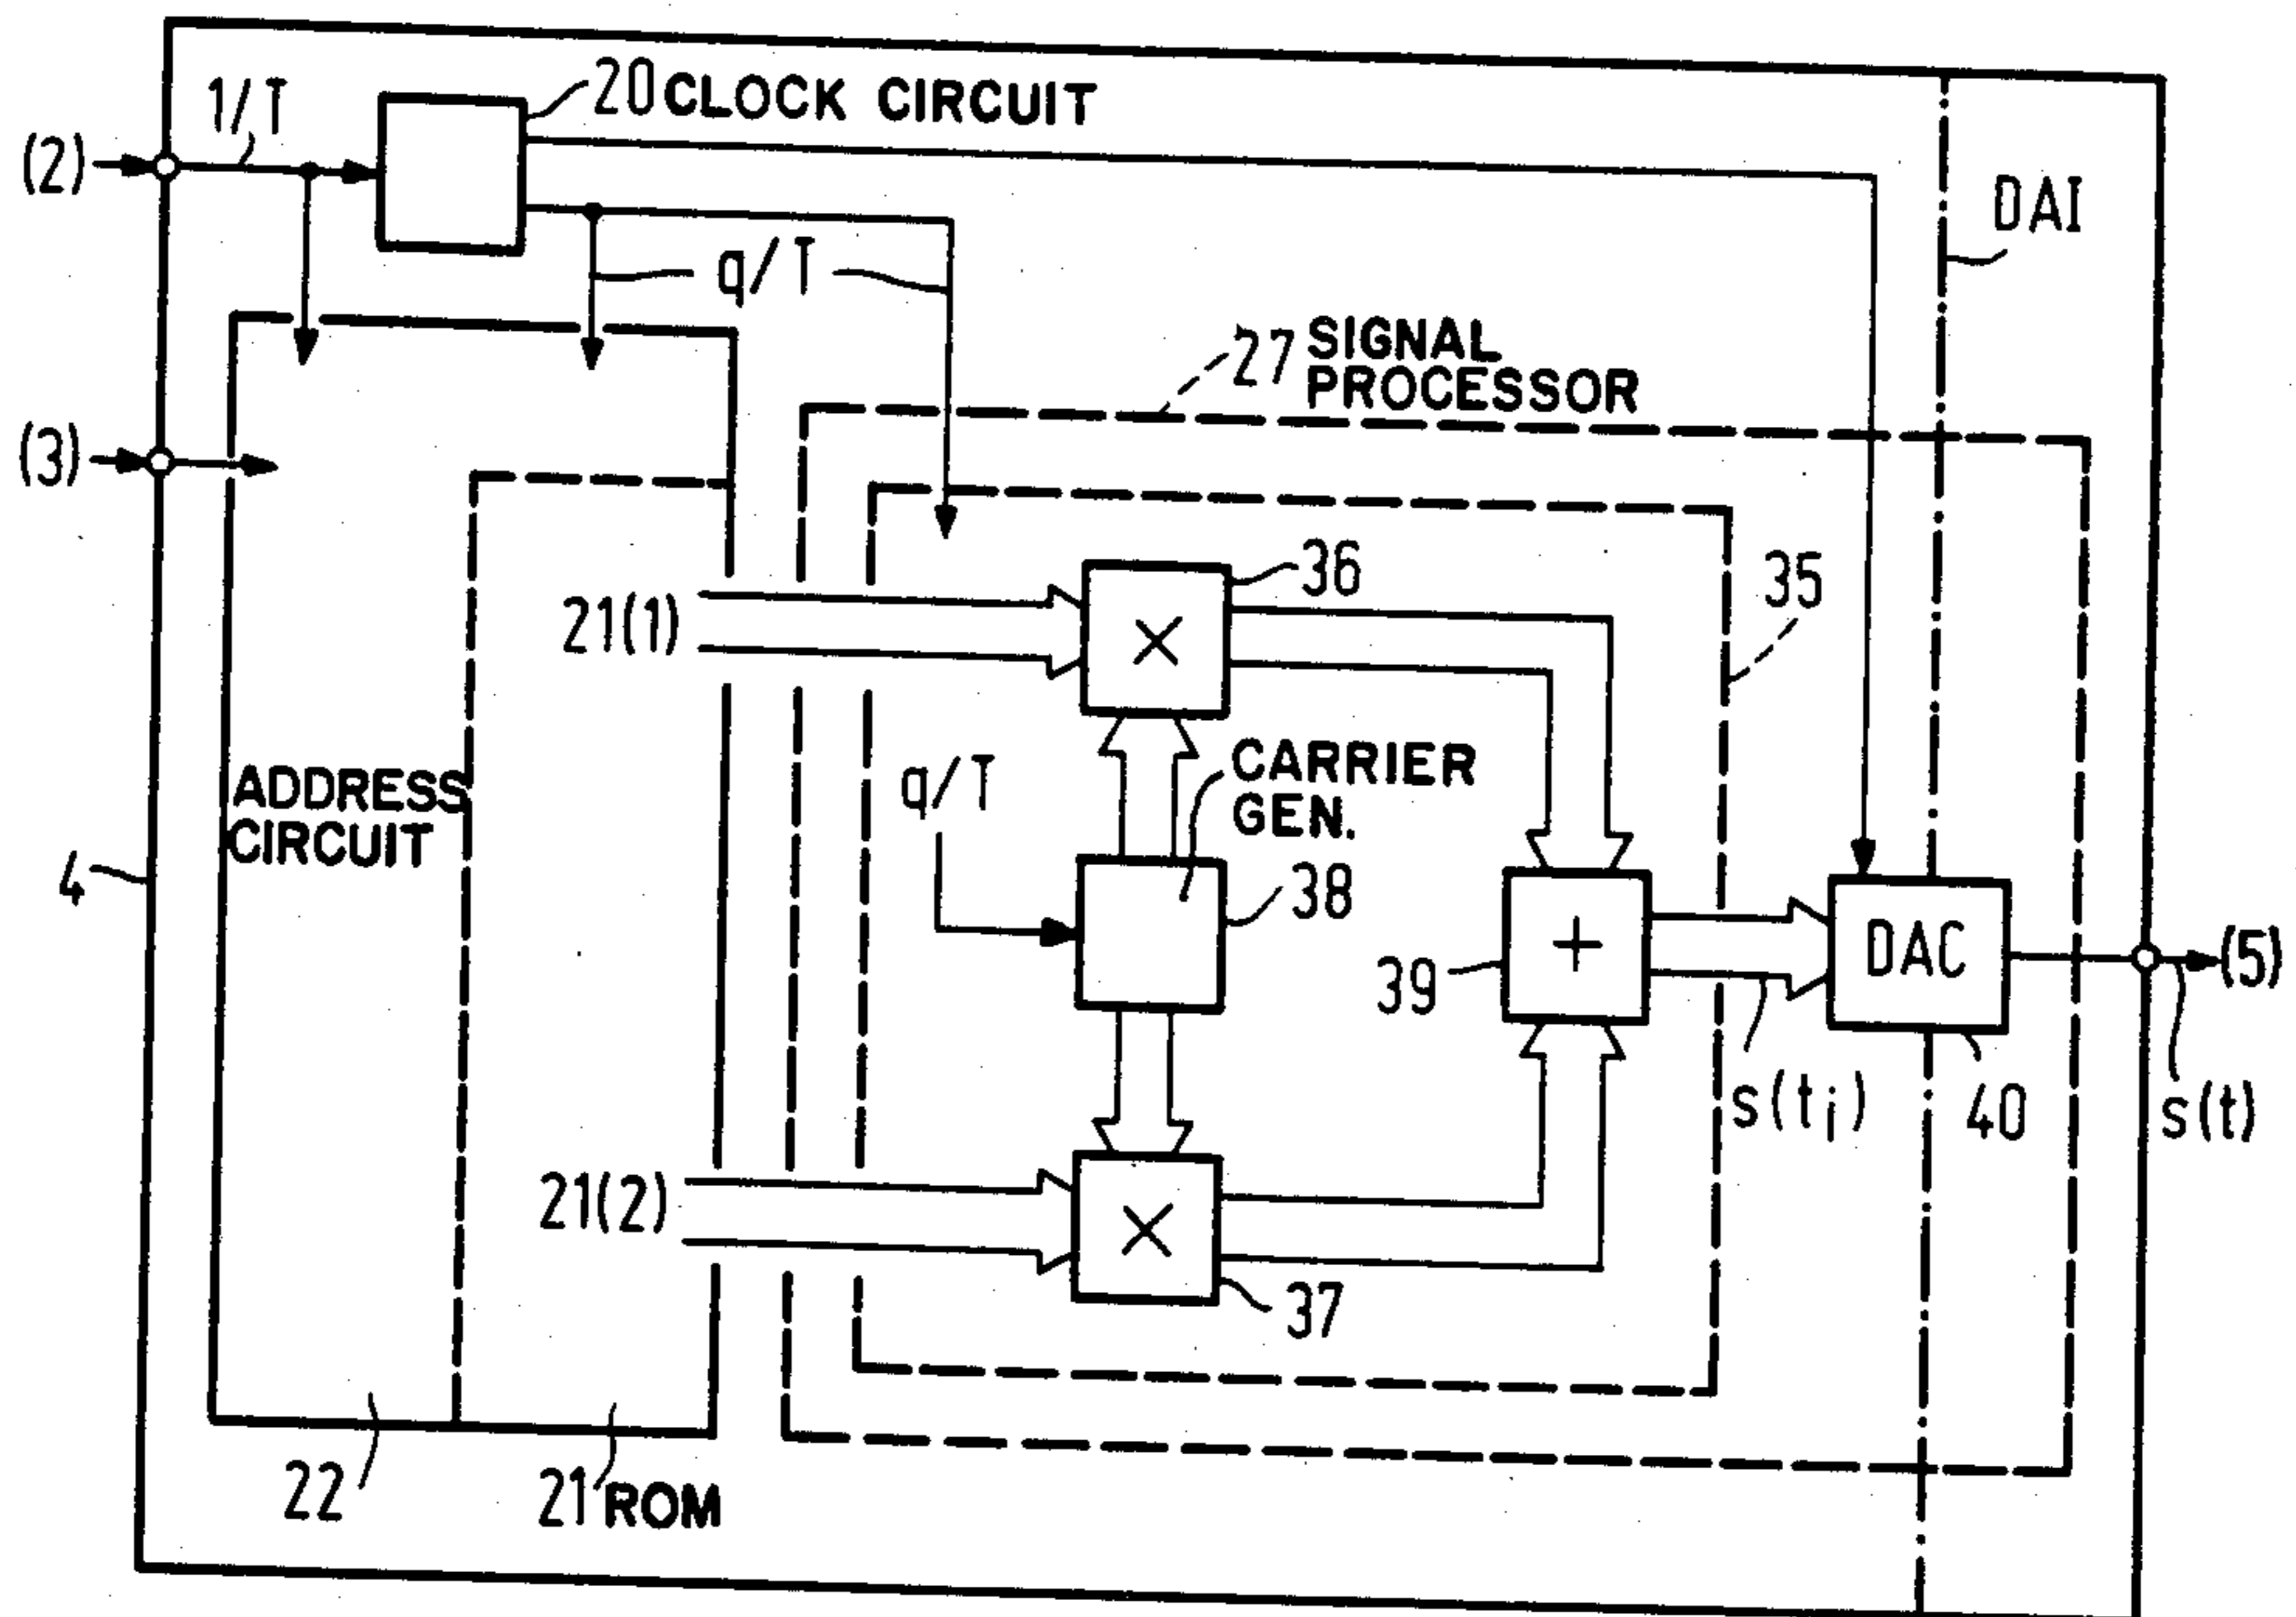 1/T
20 CLOCK CIRCUIT
(2)
DAI
q/T
27 SIGNAL
PROCESSOR
(3)
36
35
21(1)
q/T
CARRIER
GEN.
ADDRESS
CIRCUIT
4
38
×
+
39
DAC
(5)
s(ti)
40
s(t)
21(2)
×
37
22
21 ROM